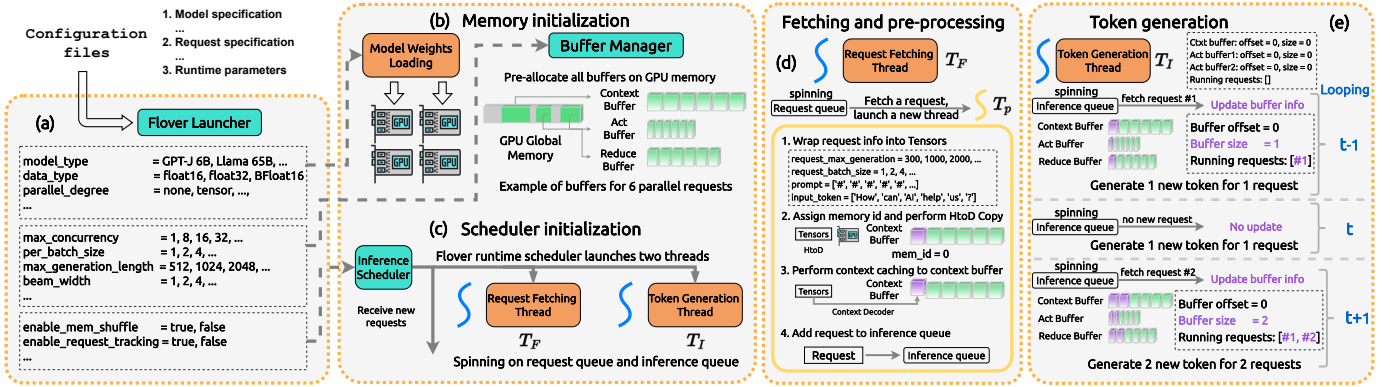 Configuration
files
1. Model specification
...
2. Request specification
...
3. Runtime parameters
(a)
Flover Launcher
model_type = GPT-J 6B, Llama 65B, ...
data_type = float16, float32, BFloat16
parallel_degree = none, tensor, ...,
...
max_concurrency = 1, 8, 16, 32, ...
per_batch_size = 1, 2, 4, ...
max_generation_length = 512, 1024, 2048, ...
beam_width = 1, 2, 4, ...
...
enable_mem_shuffle = true, false
enable_request_tracking = true, false
...
(b) Memory initialization
Model Weights
Loading
GPU
GPU
GPU
GPU
Buffer Manager
Pre-allocate all buffers on GPU memory
GPU Global
Memory
Context
Buffer
Act
Buffer
Reduce
Buffer
Example of buffers for 6 parallel requests
(c) Scheduler initialization
Inference
Scheduler
Receive new
requests
Flover runtime scheduler launches two threads
Request Fetching
Thread
T_F
Token Generation
Thread
T_I
Spinning on request queue and inference queue
Fetching and pre-processing
(d)
Request Fetching
Thread
T_F
spinning
Request queue
Fetch a request,
launch a new thread
T_p
1. Wrap request info into Tensors
request_max_generation = 300, 1000, 2000, ...
request_batch_size = 1, 2, 4, ...
prompt = ['#', '#', '#', '#', '#', ...]
input_token = ['How', 'can', 'AI', 'help', 'us', '?']
2. Assign memory id and perform HtoD Copy
Tensors
HtoD
GPU
Context
Buffer
mem_id = 0
3. Perform context caching to context buffer
Tensors
Context
Buffer
Context Decoder
4. Add request to inference queue
Request
Inference queue
Token generation
(e)
Token Generation
Thread
T_I
Ctxt buffer: offset = 0, size = 0
Act buffer1: offset = 0, size = 0
Act buffer2: offset = 0, size = 0
Running requests: []
Looping
spinning
Inference queue
fetch request #1
Update buffer info
Context Buffer
Act Buffer
Reduce Buffer
Buffer offset = 0
Buffer size = 1
Running requests: [#1]
Generate 1 new token for 1 request
t-1
spinning
Inference queue
no new request
No update
Generate 1 new token for 1 request
t
spinning
Inference queue
fetch request #2
Update buffer info
Context Buffer
Act Buffer
Reduce Buffer
Buffer offset = 0
Buffer size = 2
Running requests: [#1, #2]
Generate 2 new token for 2 requests
t+1